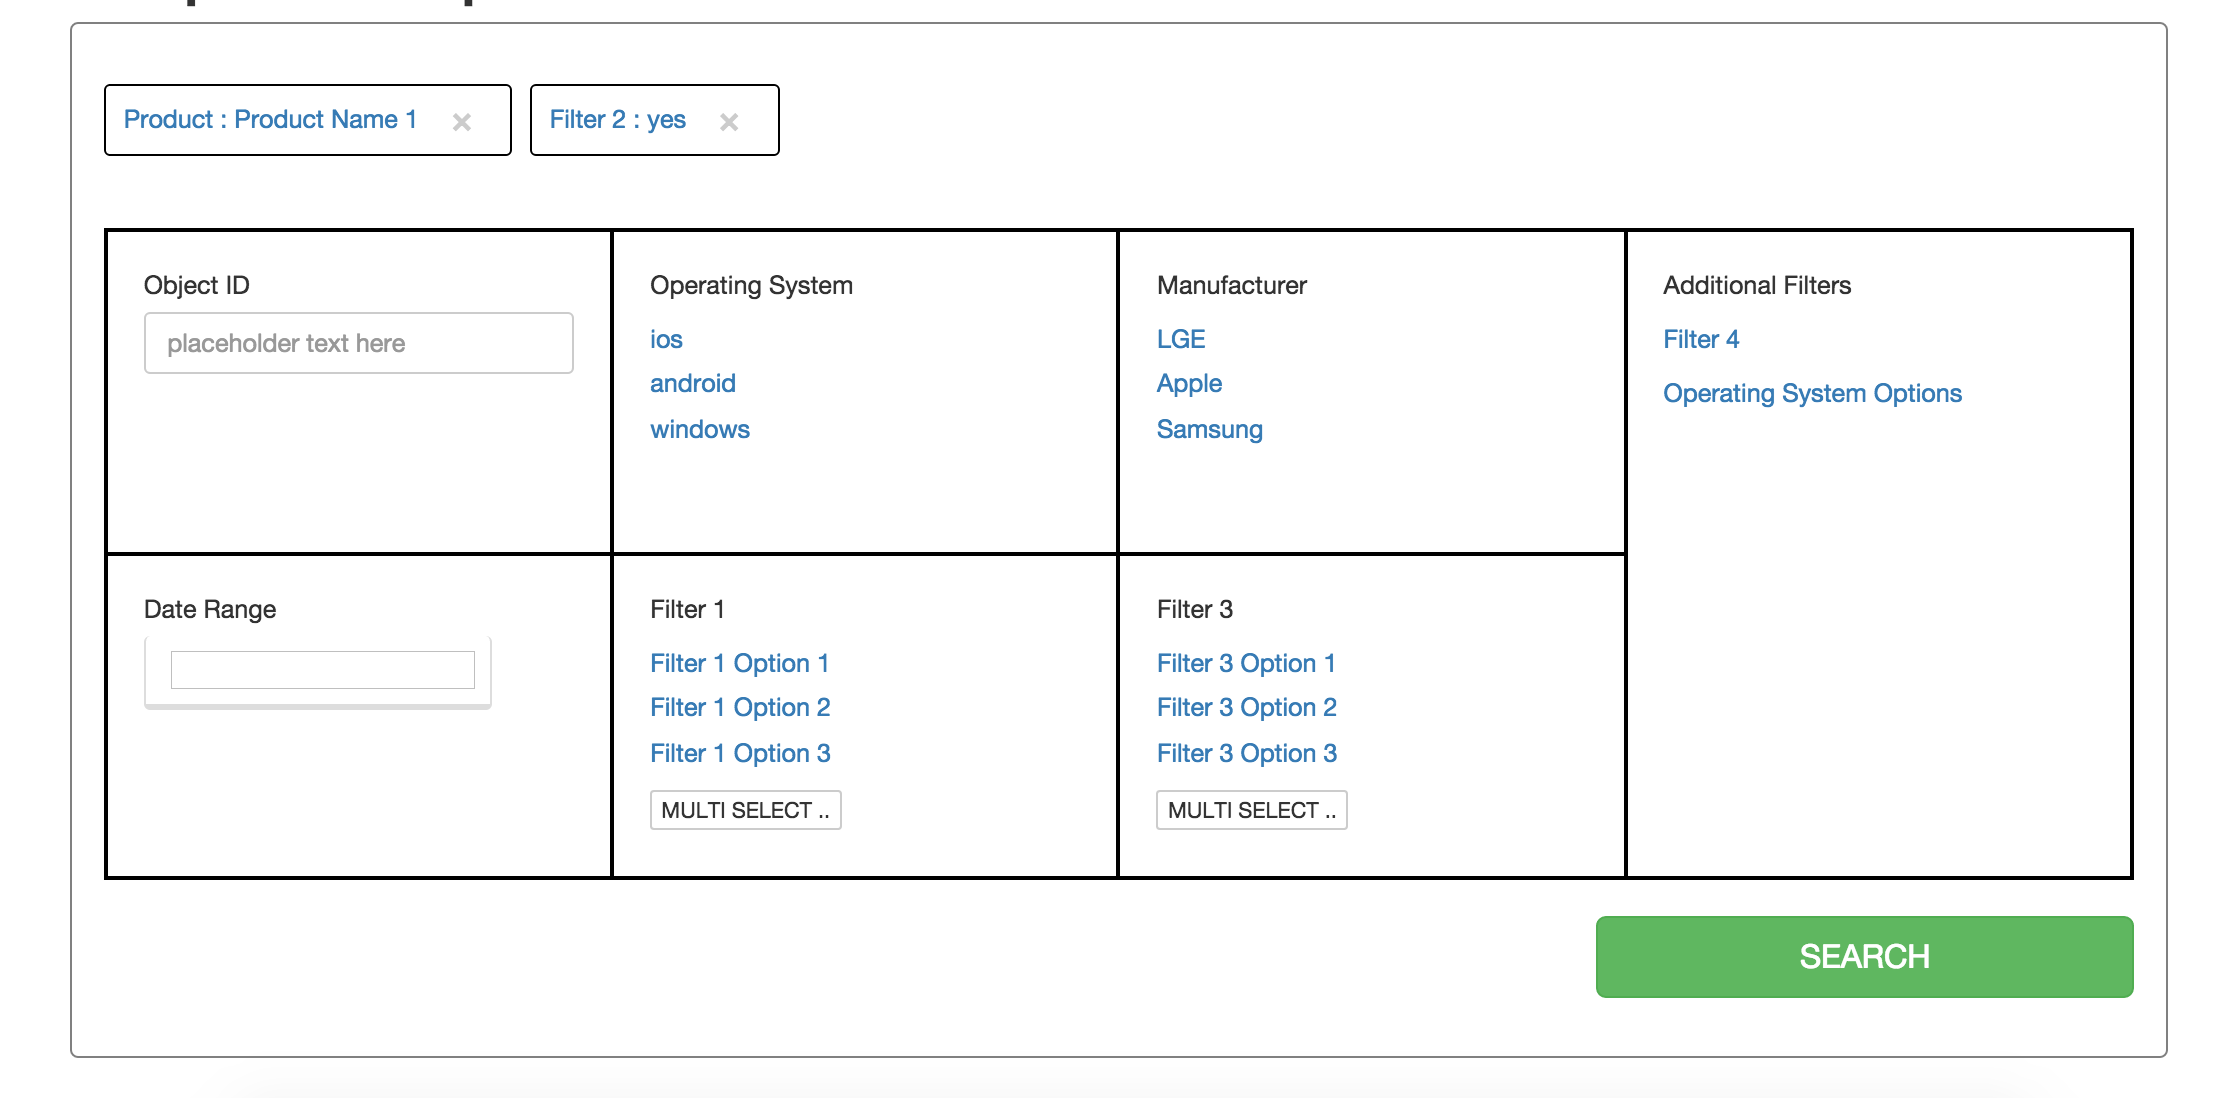 Product : Product Name 1 ×
Filter 2 : yes ×
Object ID
placeholder text here
Operating System
ios
android
windows
Manufacturer
LGE
Apple
Samsung
Additional Filters
Filter 4
Operating System Options
Date Range
Filter 1
Filter 1 Option 1
Filter 1 Option 2
Filter 1 Option 3
MULTI SELECT ..
Filter 3
Filter 3 Option 1
Filter 3 Option 2
Filter 3 Option 3
MULTI SELECT ..
SEARCH